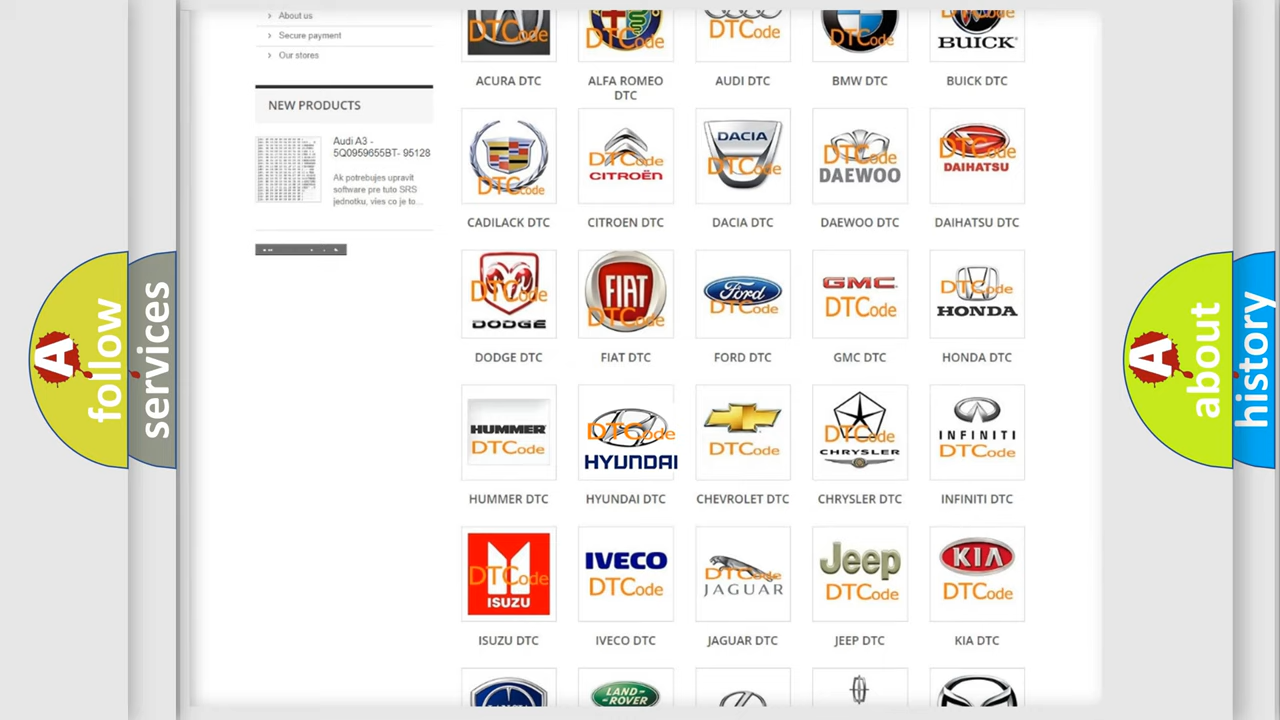 About us
Secure payment
Our stores
NEW PRODUCTS
Audi A3 -
5Q0959655BT- 95128
Ak potrebujes upravit
software pre tuto SRS
jednotku, vies co je to...
DTCode
DTCode
DTCode
DTCode
BUICK
ACURA DTC
ALFA ROMEO
DTC
AUDI DTC
BMW DTC
BUICK DTC
DTCode
DTCode
CITROËN
DACIA
DTCode
DTCode
DAEWOO
DTCode
DAIHATSU
CADILACK DTC
CITROEN DTC
DACIA DTC
DAEWOO DTC
DAIHATSU DTC
DTCode
DODGE
FIAT
DTCode
Ford
DTCode
GMC
DTCode
DTCode
HONDA
DODGE DTC
FIAT DTC
FORD DTC
GMC DTC
HONDA DTC
HUMMER
DTCode
DTCode
HYUNDAI
DTCode
DTCode
CHRYSLER
INFINITI
DTCode
HUMMER DTC
HYUNDAI DTC
CHEVROLET DTC
CHRYSLER DTC
INFINITI DTC
DTCode
ISUZU
IVECO
DTCode
DTCode
JAGUAR
Jeep
DTCode
KIA
DTCode
ISUZU DTC
IVECO DTC
JAGUAR DTC
JEEP DTC
KIA DTC
LAND-
ROVER
A follow
services
A about
history